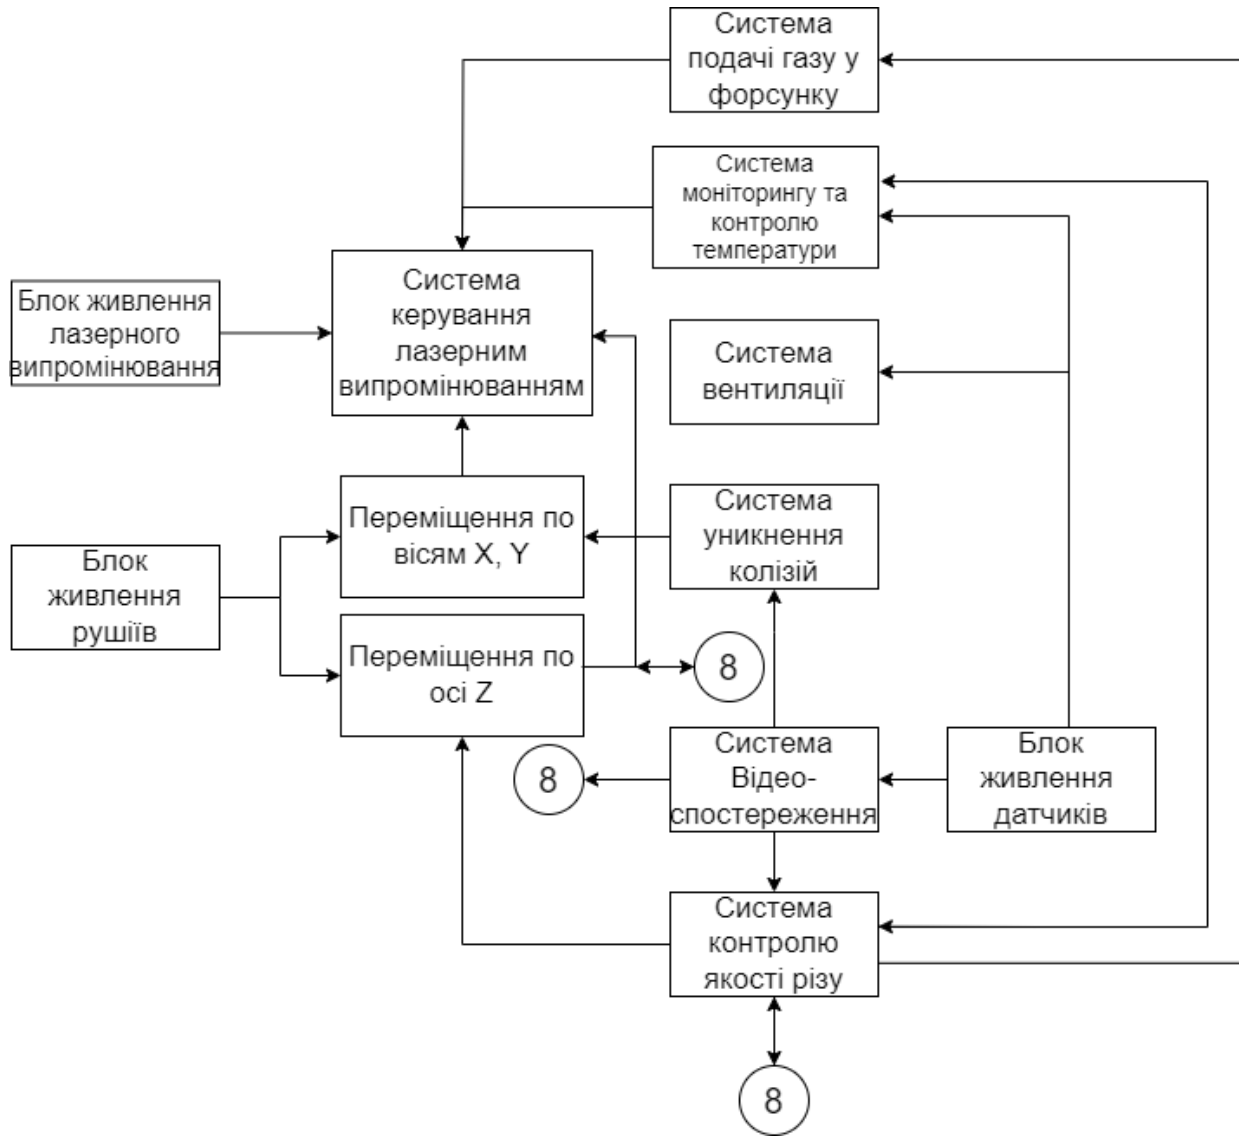 Система
подачі газу у
форсунку
Система
моніторингу та
контролю
температури
Система
керування
лазерним
випромінюванням
Блок живлення
лазерного
випромінювання
Система
вентиляції
Переміщення по
вісям X, Y
Система
уникнення
колізій
Блок
живлення
рушіїв
Переміщення по
осі Z
8
8
Система
Відео-
спостереження
Блок
живлення
датчиків
Система
контролю
якості різу
8